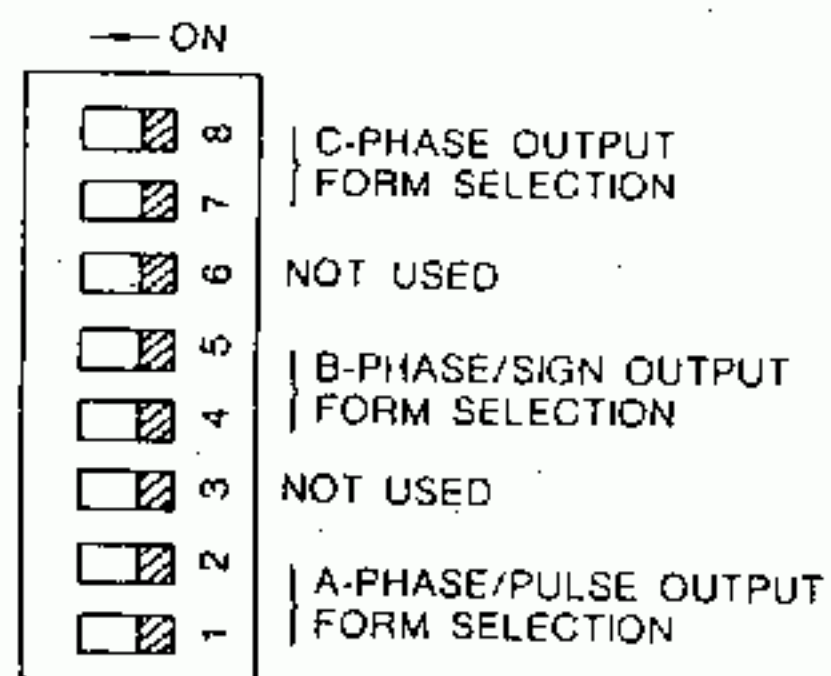 ON
8
C-PHASE OUTPUT
7
FORM SELECTION
6 NOT USED
5
B-PHASE/SIGN OUTPUT
4
FORM SELECTION
3 NOT USED
2
A-PHASE/PULSE OUTPUT
1
FORM SELECTION